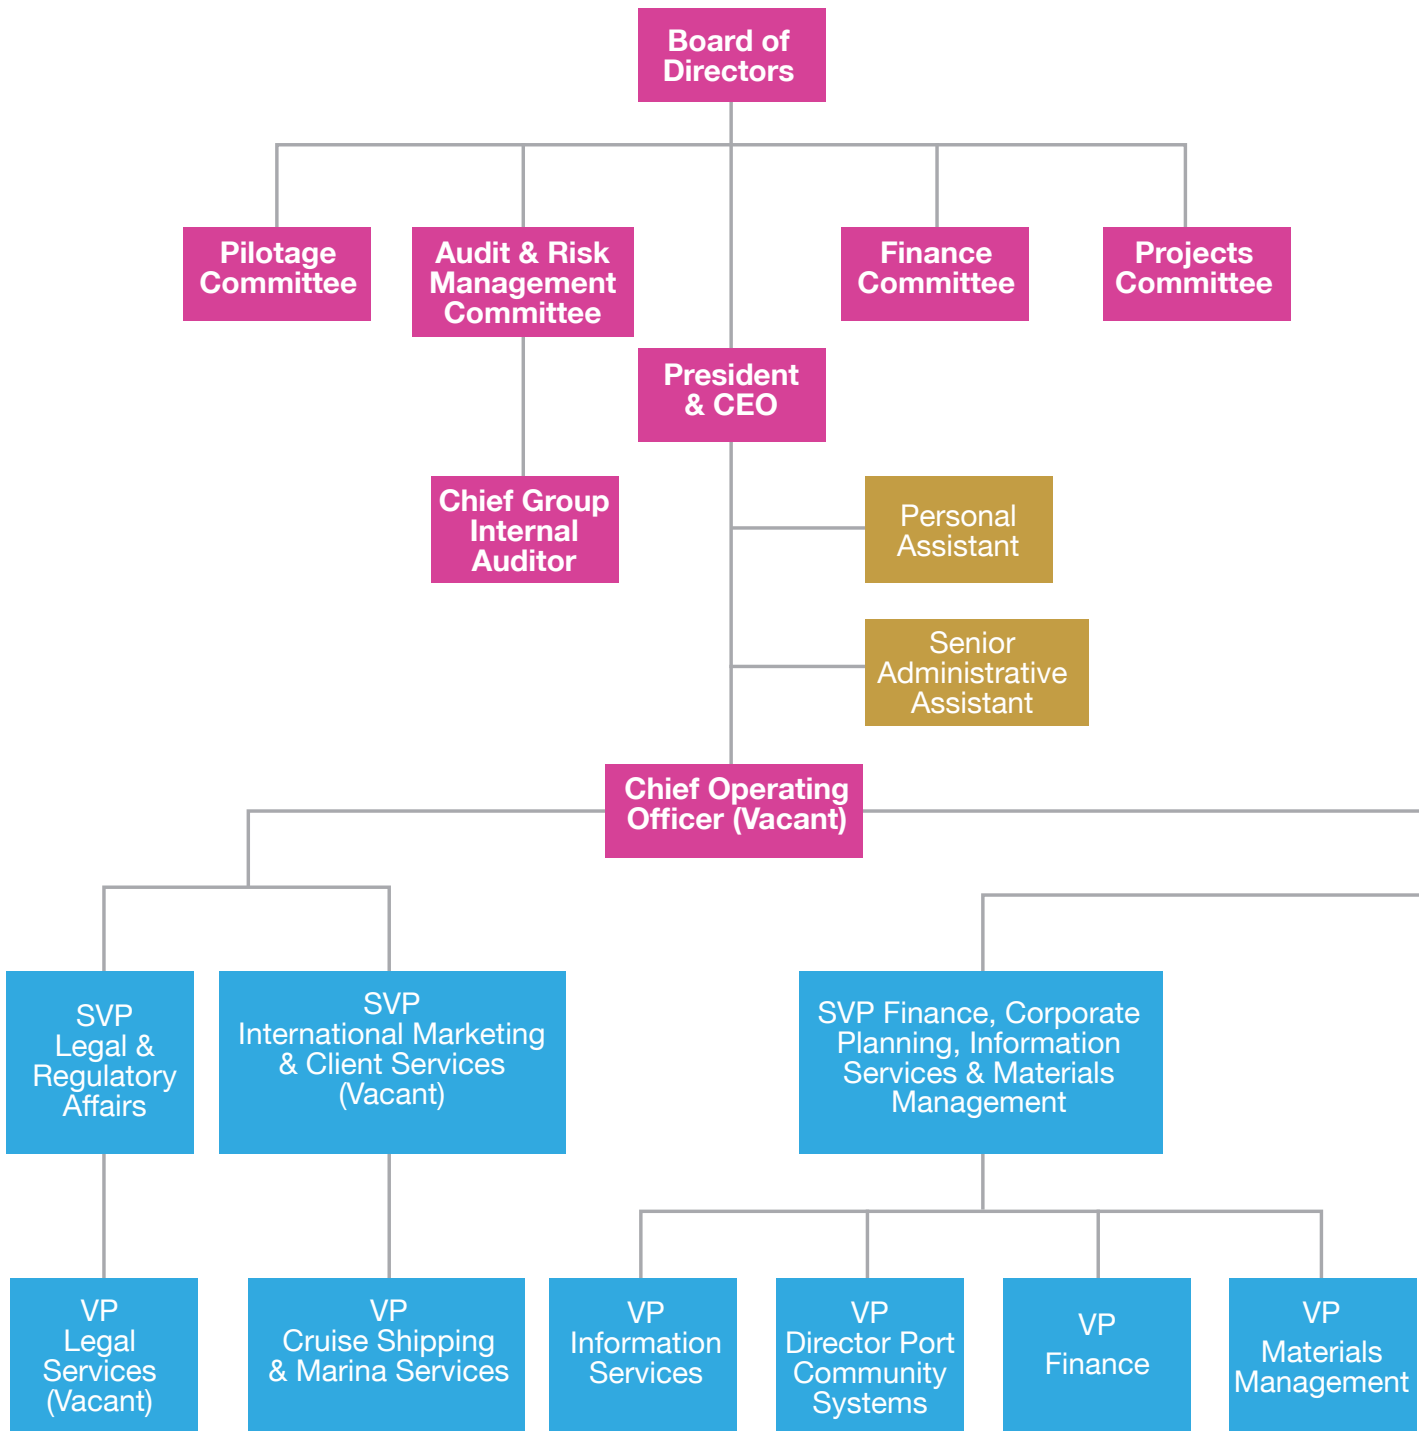 Board of
Directors
Pilotage
Committee
Audit & Risk
Management
Committee
Finance
Committee
Projects
Committee
President
& CEO
Chief Group
Internal
Auditor
Personal
Assistant
Senior
Administrative
Assistant
Chief Operating
Officer (Vacant)
SVP
Legal &
Regulatory
Affairs
SVP
International Marketing
& Client Services
(Vacant)
SVP Finance, Corporate
Planning, Information
Services & Materials
Management
VP
Legal
Services
(Vacant)
VP
Cruise Shipping
& Marina Services
VP
Information
Services
VP
Director Port
Community
Systems
VP
Finance
VP
Materials
Management